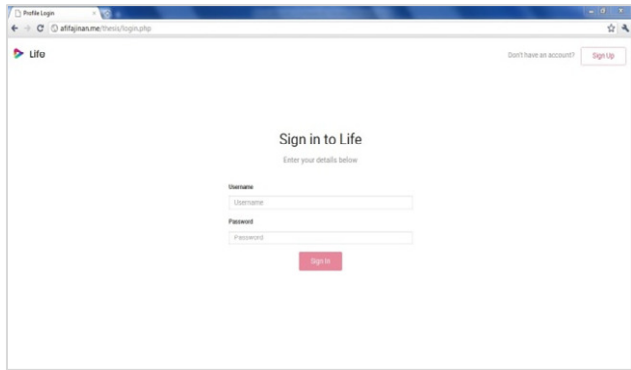 Profile Login
afifajinan.me/thesis/login.php
Life
Don't have an account?
Sign Up
Sign in to Life
Enter your details below
Username
Username
Password
Password
Sign In